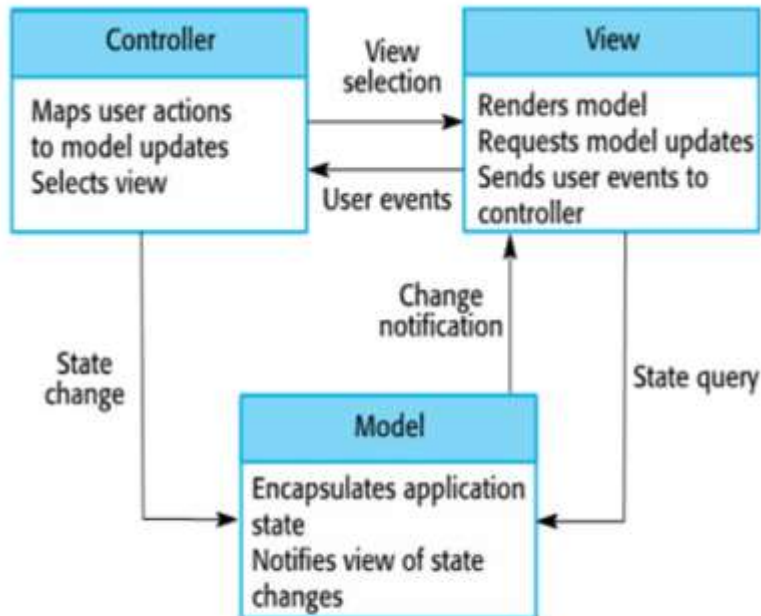 Controller
Maps user actions
to model updates
Selects view
View
selection
User events
View
Renders model
Requests model updates
Sends user events to
controller
State
change
Change
notification
State query
Model
Encapsulates application
state
Notifies view of state
changes